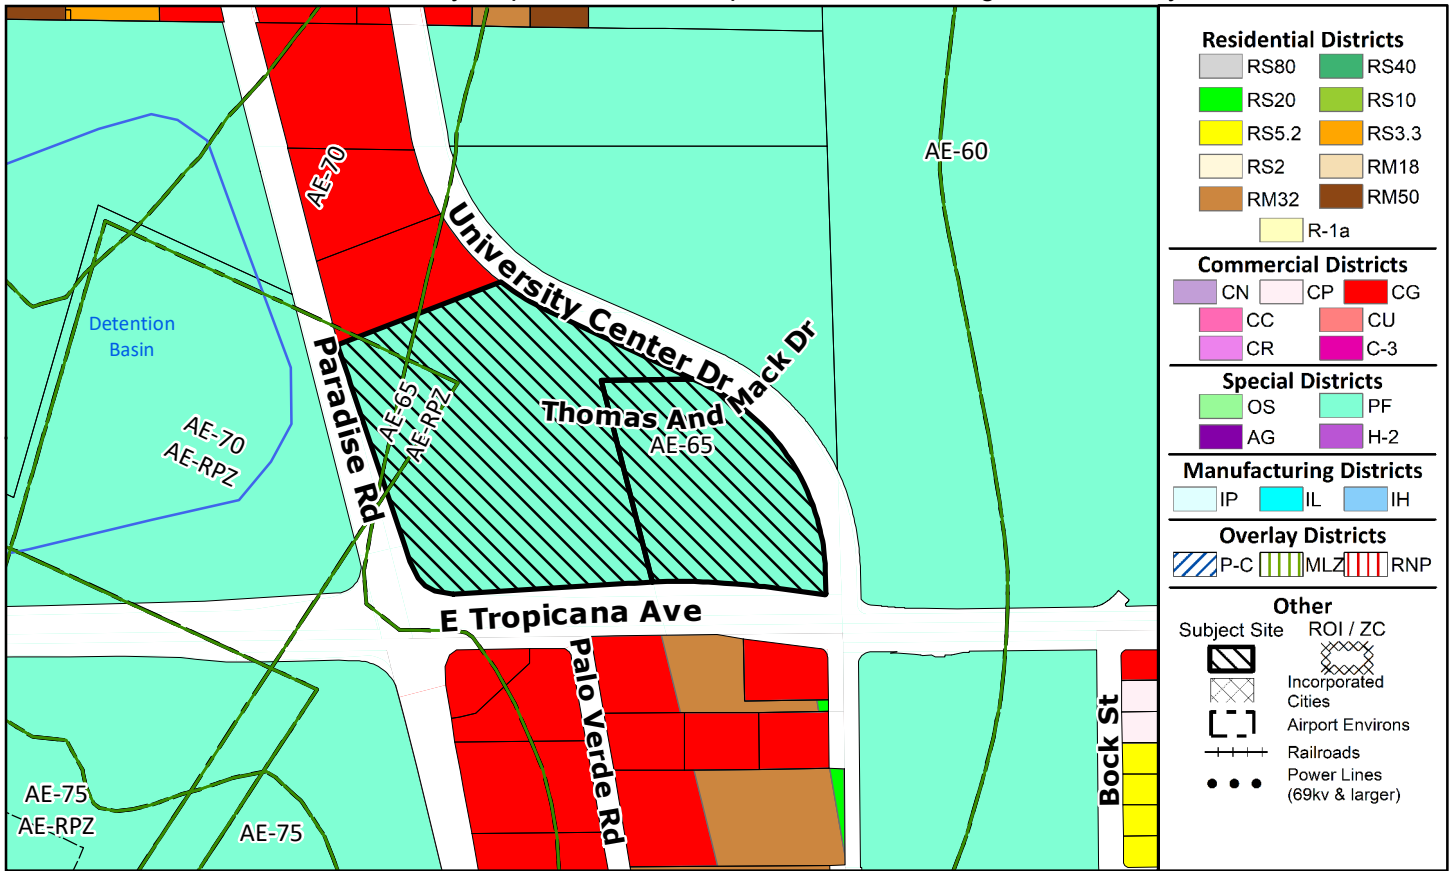 AE-70
AE-60
University Center Dr
Thomas And Mack Dr
AE-65
Paradise Rd
AE-65
AE-RPZ
Detention
Basin
AE-70
AE-RPZ
E Tropicana Ave
Palo Verde Rd
Bock St
AE-75
AE-RPZ
AE-75
Residential Districts
RS80 RS40
RS20 RS10
RS5.2 RS3.3
RS2 RM18
RM32 RM50
R-1a
Commercial Districts
CN CP CG
CC CU
CR C-3
Special Districts
OS PF
AG H-2
Manufacturing Districts
IP IL IH
Overlay Districts
P-C MLZ RNP
Other
Subject Site ROI / ZC
Incorporated
Cities
Airport Environs
Railroads
Power Lines
(69kv & larger)